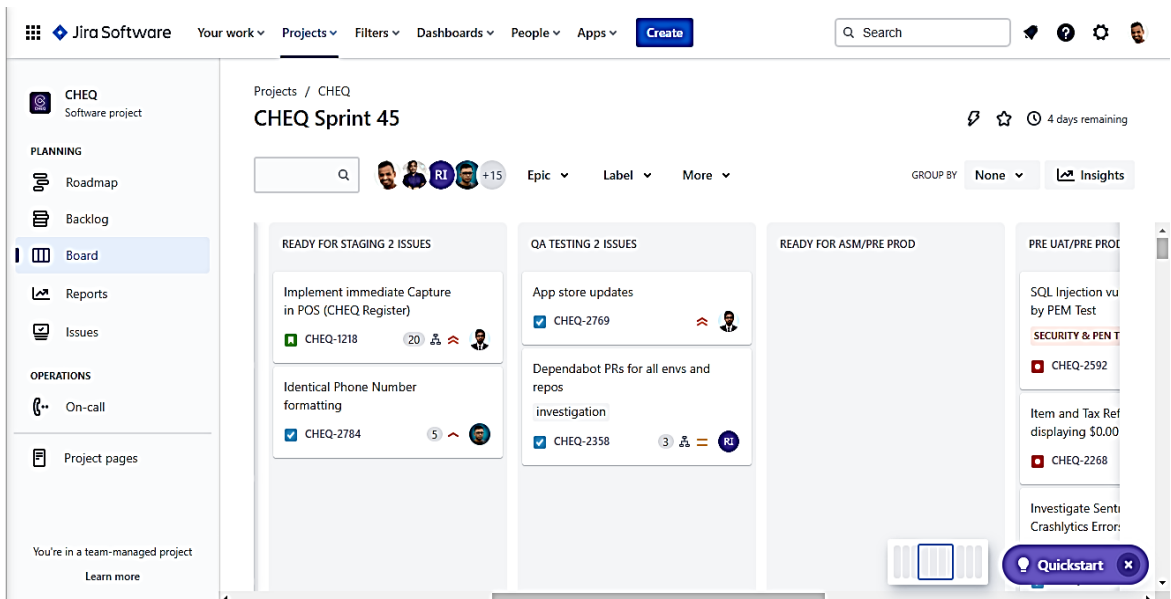 Jira Software
Your work
Projects
Filters
Dashboards
People
Apps
Create
Search
CHEQ
Software project
PLANNING
Roadmap
Backlog
Board
Reports
Issues
OPERATIONS
On-call
Project pages
You're in a team-managed project
Learn more
Projects / CHEQ
CHEQ Sprint 45
4 days remaining
RI
+15
Epic
Label
More
GROUP BY
None
Insights
READY FOR STAGING 2 ISSUES
Implement immediate Capture
in POS (CHEQ Register)
CHEQ-1218
20
Identical Phone Number
formatting
CHEQ-2784
5
QA TESTING 2 ISSUES
App store updates
CHEQ-2769
Dependabot PRs for all envs and
repos
investigation
CHEQ-2358
3
RI
READY FOR ASM/PRE PROD
PRE UAT/PRE PROD
SQL Injection vu
by PEM Test
SECURITY & PEN T
CHEQ-2592
Item and Tax Ref
displaying $0.00
CHEQ-2268
Investigate Sent
Crashlytics Error
Quickstart